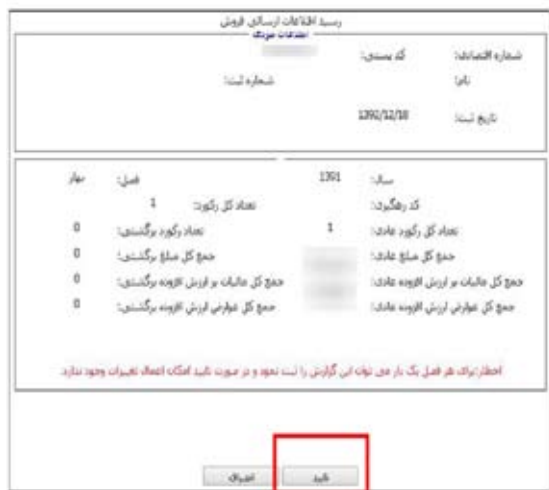 رسید اطلاعات ارسالی فروش
اطلاعات مودی
شماره اقتصادی: کد پستی:
نام: شماره ثبت:
تاریخ ثبت: 1392/12/18
سال: 1391 فصل: بهار
کد رهگیری: تعداد کل رکورد: 1
تعداد کل رکورد عادی: 1 تعداد رکورد برگشتی: 0
جمع کل مبلغ عادی: جمع کل مبلغ برگشتی: 0
جمع کل مالیات بر ارزش افزوده عادی: جمع کل مالیات بر ارزش افزوده برگشتی: 0
جمع کل عوارض ارزش افزوده عادی: جمع کل عوارض ارزش افزوده برگشتی: 0
اخطار:برای هر فصل یک بار می توان این گزارش را ثبت نمود و در صورت تایید امکان اعمال تغییرات وجود ندارد.
تایید انصراف